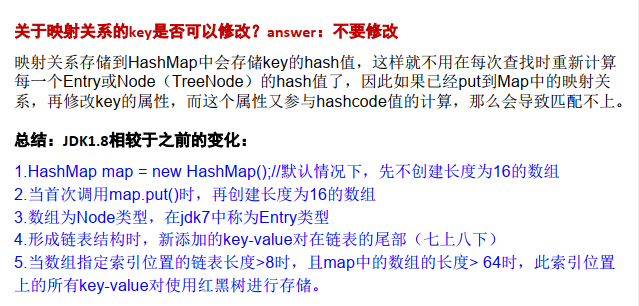 关于映射关系的key是否可以修改？answer：不要修改
映射关系存储到HashMap中会存储key的hash值，这样就不用在每次查找时重新计算
每一个Entry或Node（TreeNode）的hash值了，因此如果已经put到Map中的映射关
系，再修改key的属性，而这个属性又参与hashcode值的计算，那么会导致匹配不上。
总结：JDK1.8相较于之前的变化：
1.HashMap map = new HashMap();//默认情况下，先不创建长度为16的数组
2.当首次调用map.put()时，再创建长度为16的数组
3.数组为Node类型，在jdk7中称为Entry类型
4.形成链表结构时，新添加的key-value对在链表的尾部（七上八下）
5.当数组指定索引位置的链表长度>8时，且map中的数组的长度> 64时，此索引位置
上的所有key-value对使用红黑树进行存储。